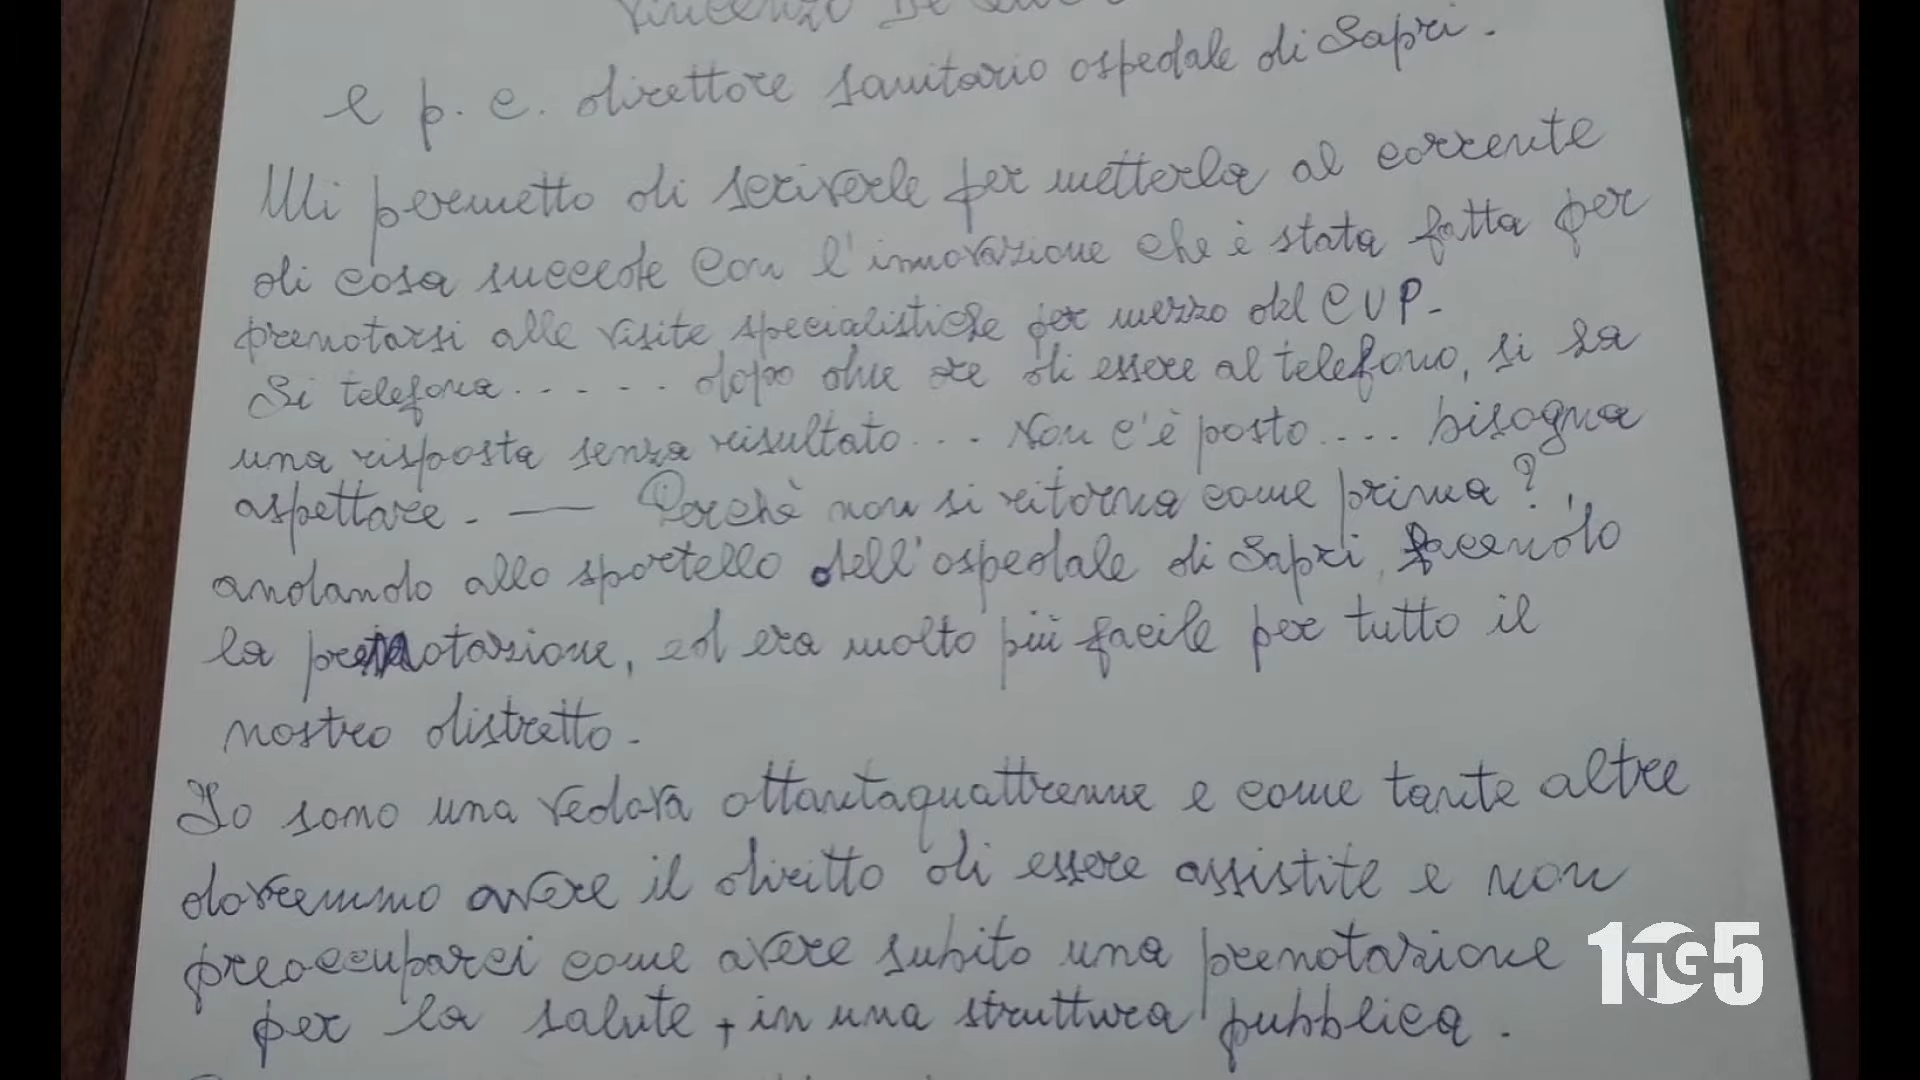 Vincenzo De
e p. c. direttore sanitario ospedale di Sapri.
Mi permetto di scriverle per metterla al corrente
di cosa succede con l'innovazione che è stata fatta per
prenotarsi alle visite specialistiche per mezzo del CUP-
Si telefona..... dopo due ore di essere al telefono, si ha
una risposta senza risultato... Non c'è posto.... bisogna
aspettare. — Perchè non si ritorna come prima?,
andando allo sportello dell'ospedale di Sapri, facendo
la prenotazione, ed era molto più facile per tutto il
nostro distretto-
Io sono una vedova ottantaquattrenne e come tante altre
dovremmo avere il diritto di essere assistite e non
preoccuparci come avere subito una prenotazione
per la salute, in una struttura pubblica.
1 TG5